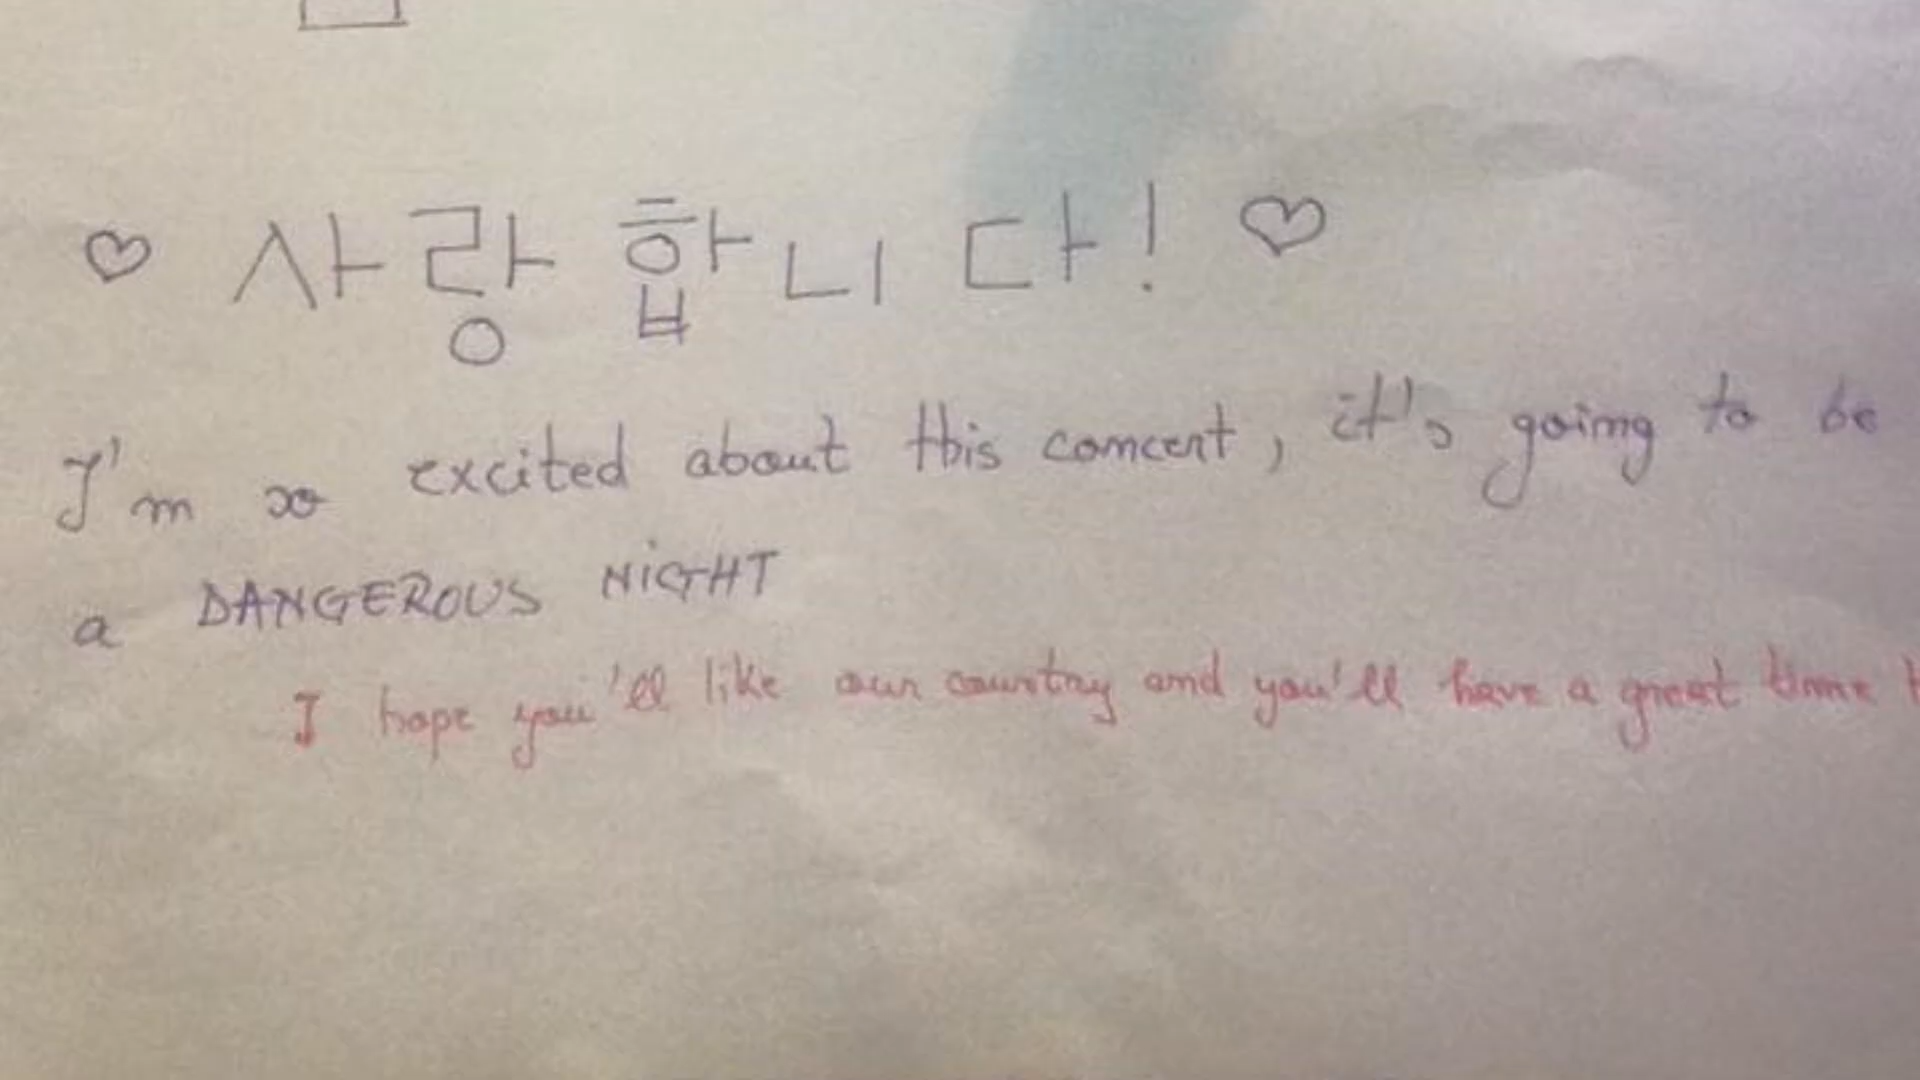 ♡ 사랑합니다! ♡
I'm so excited about this concert, it's going to be
a DANGEROUS NIGHT
I hope you'll like our country and you'll have a great time